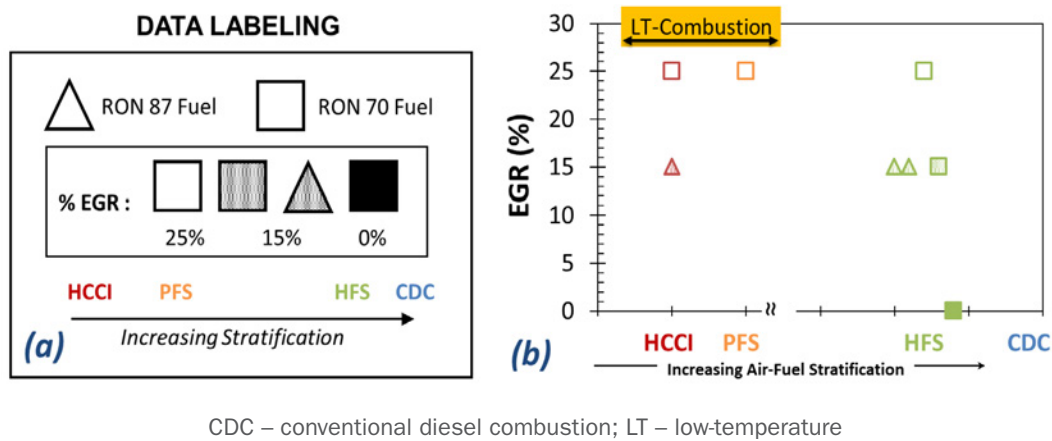 DATA LABELING
RON 87 Fuel
RON 70 Fuel
% EGR :
25%
15%
0%
HCCI
PFS
HFS
CDC
Increasing Stratification
(a)
LT-Combustion
EGR (%)
30
25
20
15
10
5
0
HCCI
PFS
HFS
CDC
Increasing Air-Fuel Stratification
(b)
CDC – conventional diesel combustion; LT – low-temperature